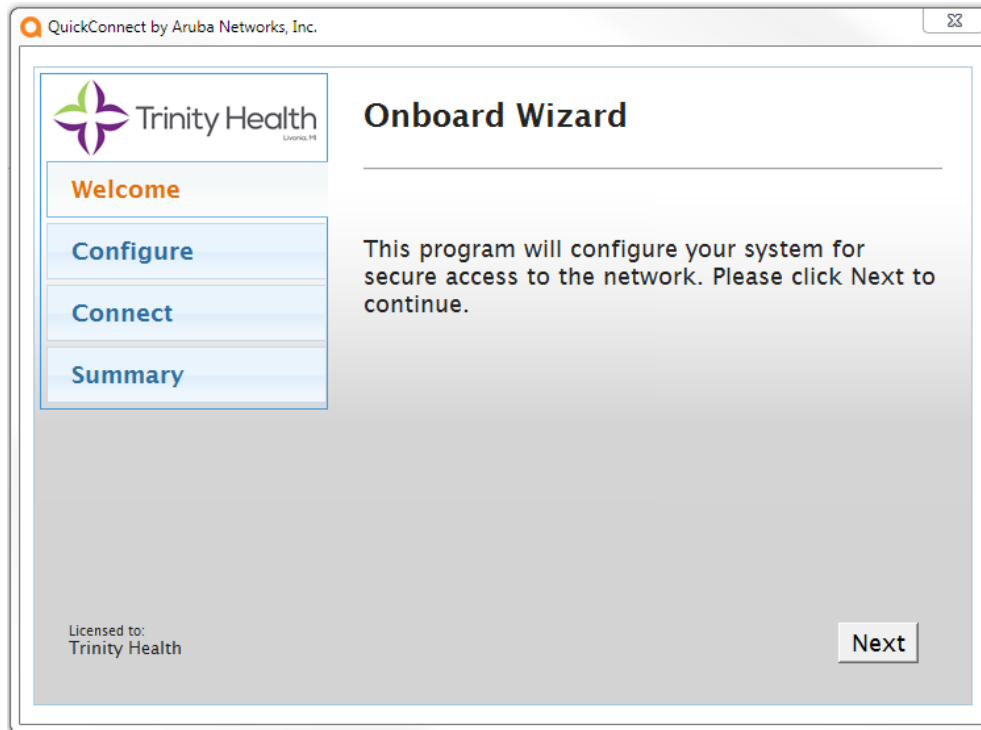 QuickConnect by Aruba Networks, Inc.
Trinity Health
Livonia, MI
Onboard Wizard
Welcome
Configure
Connect
Summary
This program will configure your system for
secure access to the network. Please click Next to
continue.
Licensed to:
Trinity Health
Next